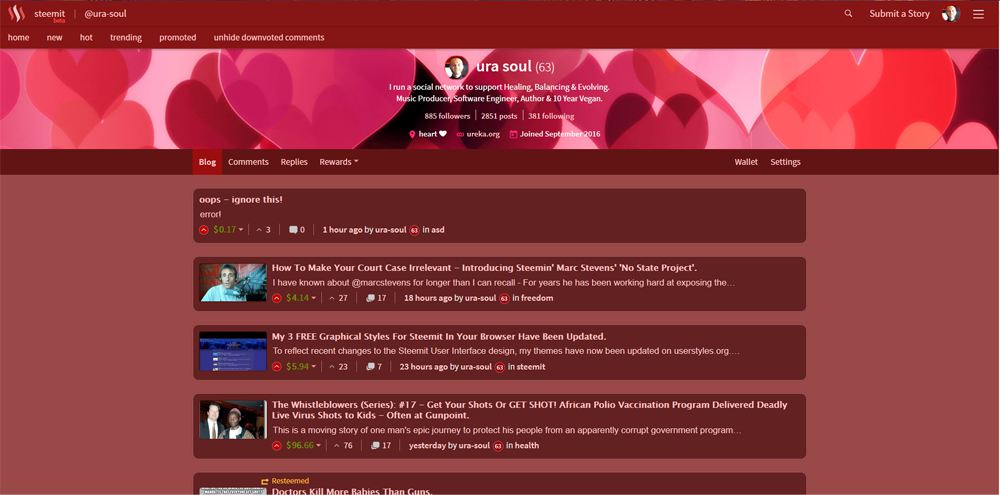 steemit
beta
@ura-soul
Submit a Story
home new hot trending promoted unhide downvoted comments
ura soul (63)
I run a social network to support Healing, Balancing & Evolving.
Music Producer, Software Engineer, Author & 10 Year Vegan.
885 followers 2851 posts 381 following
heart ureka.org Joined September 2016
Blog Comments Replies Rewards Wallet Settings
oops – ignore this!
error!
$0.17 3 0 1 hour ago by ura-soul 63 in asd
How To Make Your Court Case Irrelevant – Introducing Steemin' Marc Stevens' 'No State Project'.
I have known about @marcstevens for longer than I can recall - For years he has been working hard at exposing the…
$4.14 27 17 18 hours ago by ura-soul 63 in freedom
My 3 FREE Graphical Styles For Steemit In Your Browser Have Been Updated.
To reflect recent changes to the Steemit User Interface design, my themes have now been updated on userstyles.org.…
$5.94 23 7 23 hours ago by ura-soul 63 in steemit
The Whistleblowers (Series): #17 – Get Your Shots Or GET SHOT! African Polio Vaccination Program Delivered Deadly
Live Virus Shots to Kids – Often at Gunpoint.
This is a moving story of one man's epic journey to protect his people from an apparently corrupt government program…
$96.66 76 17 yesterday by ura-soul 63 in health
Resteemed
Doctors Kill More Babies Than Guns.